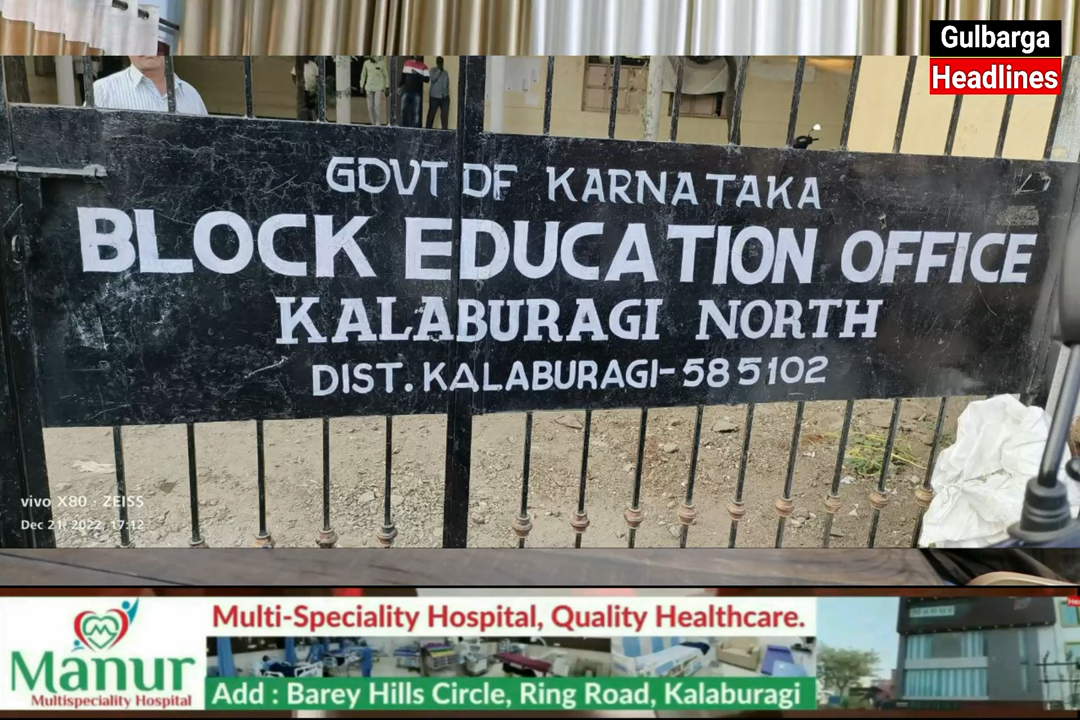 Gulbarga
Headlines
GOVT OF KARNATAKA
BLOCK EDUCATION OFFICE
KALABURAGI NORTH
DIST. KALABURAGI-585102
vivo X80 · ZEISS
Dec 21, 2022, 17:12
Manur
Multispeciality Hospital
Multi-Speciality Hospital, Quality Healthcare.
Add : Barey Hills Circle, Ring Road, Kalaburagi
Manur